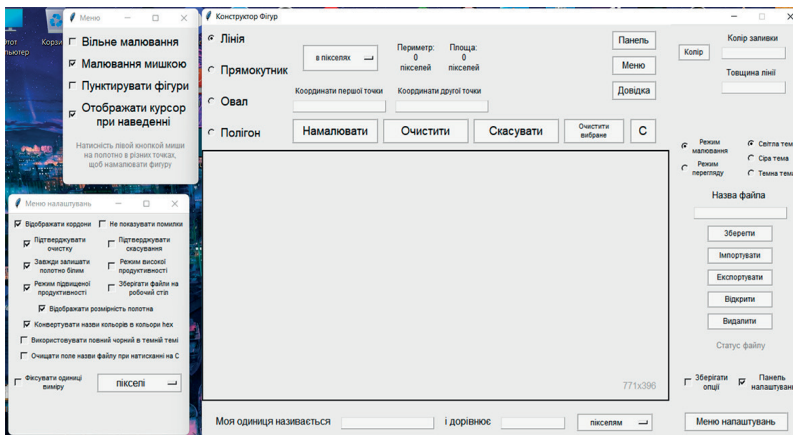 Меню
Вільне малювання
Малювання мишкою
Пунктирувати фігури
Отображать курсор
при наведенні
Натисність лівой кнопкой миши
на полотно в різних точках,
щоб намалювати фігуру
Меню налаштувань
Відображати кордони Не показувати помилки
Підтверджувати
очистку
Підтверджувати
скасування
Завжди залишати
полотно білим
Режим високої
продуктивності
Режим підвищеної
продуктивності
Зберігати файли на
робочий стіл
Відображати розмірність полотна
Конвертувати назви кольорів в кольори hex
Використовувати повний чорний в темній темі
Очищати поле назви файлу при натисканні на С
Фіксувати одиниці
виміру
пікселі
Конструктор Фігур
Лінія
Прямокутник
Овал
Полігон
в пікселях
Периметр:
0
пікселей
Площа:
0
пікселей
Координати першої точки Координати другої точки
Панель
Меню
Довідка
Намалювати Очистити Скасувати
Очистити
вибране
С
771x396
Моя одиниця називається і дорівнює пікселям
Колір
Колір заливки
Товщина лінії
Режим
малювання
Режим
перегляду
Світла тем
Сіра тема
Темна тема
Назва файла
Зберегти
Імпортувати
Експортувати
Відкрити
Видалити
Статус файлу
Зберігати
опції
Панель
налаштуван
Меню налаштувань